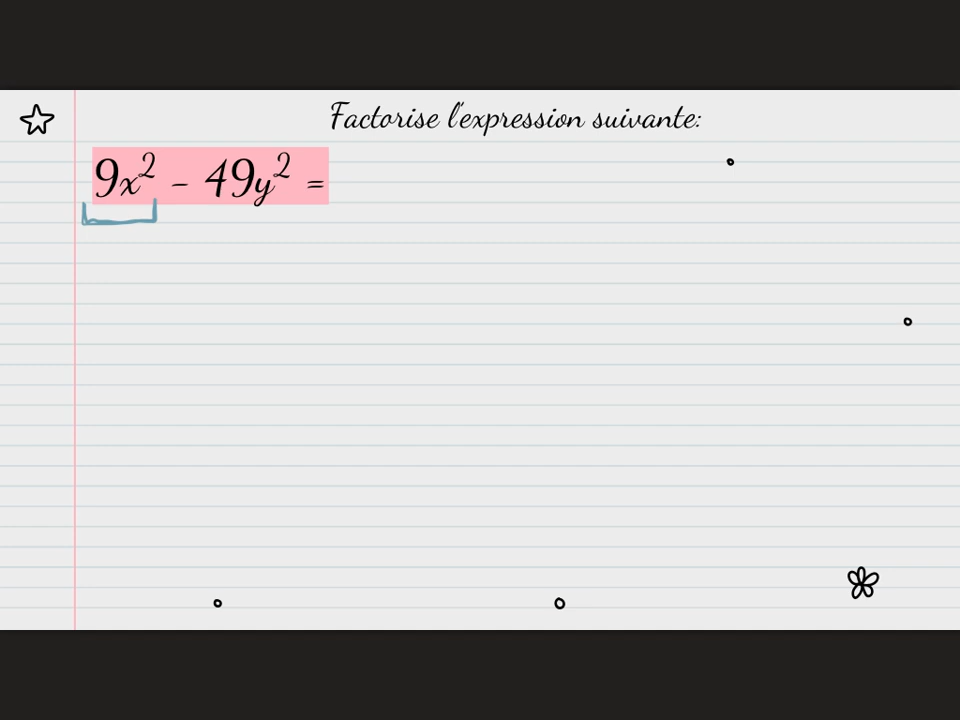 Factorise l'expression suivante:
9x² - 49y² =